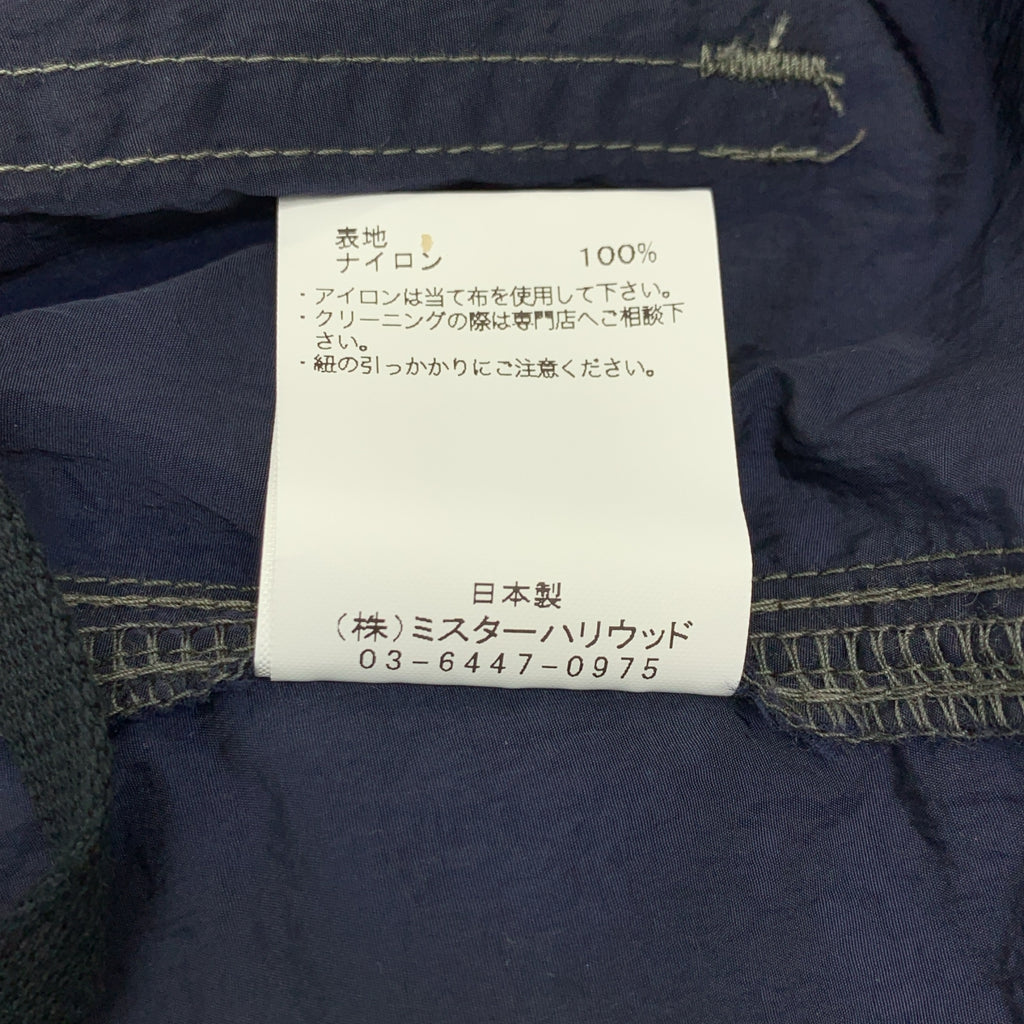 表地
ナイロン 100%
・アイロンは当て布を使用して下さい。
・クリーニングの際は専門店へご相談下
さい。
・紐の引っかかりにご注意ください。
日本製
(株)ミスターハリウッド
03-6447-0975